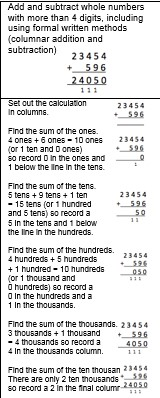 Add and subtract whole numbers
with more than 4 digits, including
using formal written methods
(columnar addition and
subtraction)
23454
+ 596
24050
111
Set out the calculation
in columns.
23454
+ 596
Find the sum of the ones.
4 ones + 6 ones = 10 ones
(or 1 ten and 0 ones)
so record 0 in the ones and
1 below the line in the tens.
23454
+ 596
0
1
Find the sum of the tens.
5 tens + 9 tens + 1 ten
= 15 tens (or 1 hundred
and 5 tens) so record a
5 in the tens and 1 below
the line in the hundreds.
23454
+ 596
50
11
Find the sum of the hundreds.
4 hundreds + 5 hundreds
+ 1 hundred = 10 hundreds
(or 1 thousand and
0 hundreds) so record a
0 in the hundreds and a
1 in the thousands.
23454
+ 596
050
111
Find the sum of the thousands.
3 thousands + 1 thousand
= 4 thousands so record a
4 in the thousands column.
23454
+ 596
4050
111
Find the sum of the ten thousan
There are only 2 ten thousands
so record a 2 in the final column
23454
+ 596
24050
111